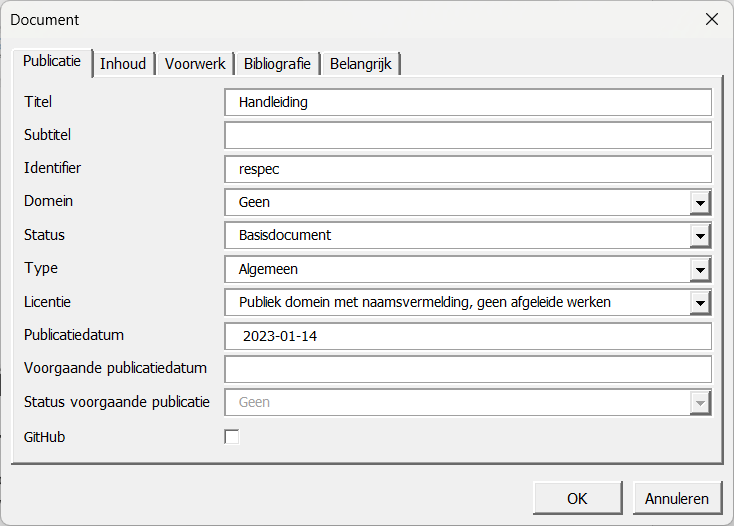 Document
Publicatie Inhoud Voorwerk Bibliografie Belangrijk
Titel Handleiding
Subtitel
Identifier respec
Domein Geen
Status Basisdocument
Type Algemeen
Licentie Publiek domein met naamsvermelding, geen afgeleide werken
Publicatiedatum 2023-01-14
Voorgaande publicatiedatum
Status voorgaande publicatie Geen
GitHub
OK Annuleren